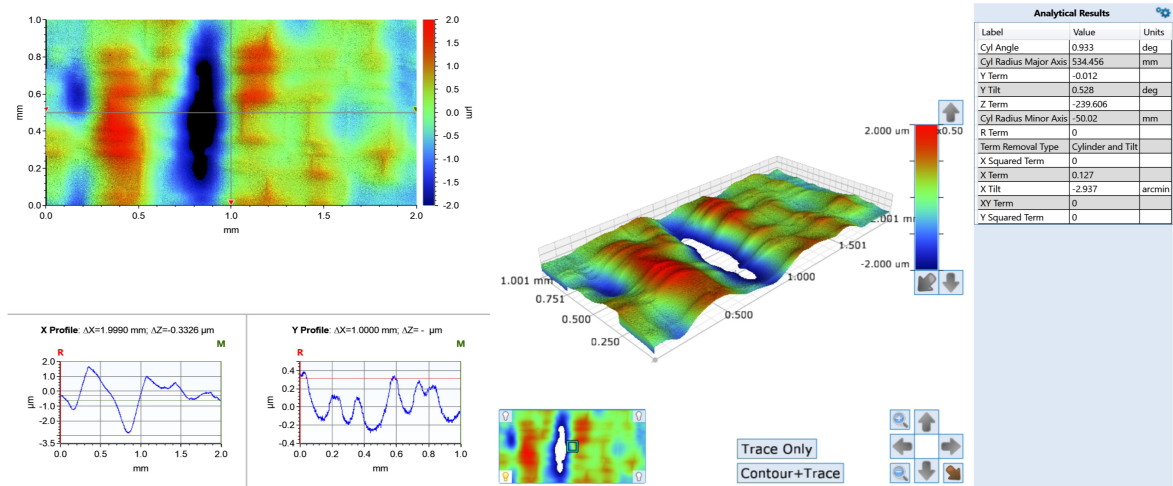 1.0
0.8
0.6
0.4
0.2
0.0
mm
0.0 0.5 1.0 1.5 2.0
mm
2.0
1.5
1.0
0.5
0.0
-0.5
-1.0
-1.5
-2.0
µm
X Profile: ΔX=1.9990 mm; ΔZ=-0.3326 µm
R
M
2.0
1.0
0.0
-1.0
-2.0
-3.5
µm
0.0 0.5 1.0 1.5 2.0
mm
Y Profile: ΔX=1.0000 mm; ΔZ= - µm
R
M
0.4
0.2
0.0
-0.2
-0.4
µm
0.0 0.2 0.4 0.6 0.8 1.0
mm
2.000 um
x0.50
-2.000 um
2.001 mm
1.501
1.000
0.500
1.001 mm
0.751
0.500
0.250
Trace Only
Contour+Trace
Analytical Results
Label Value Units
Cyl Angle 0.933 deg
Cyl Radius Major Axis 534.456 mm
Y Term -0.012
Y Tilt 0.528 deg
Z Term -239.606
Cyl Radius Minor Axis -50.02 mm
R Term 0
Term Removal Type Cylinder and Tilt
X Squared Term 0
X Term 0.127
X Tilt -2.937 arcmin
XY Term 0
Y Squared Term 0